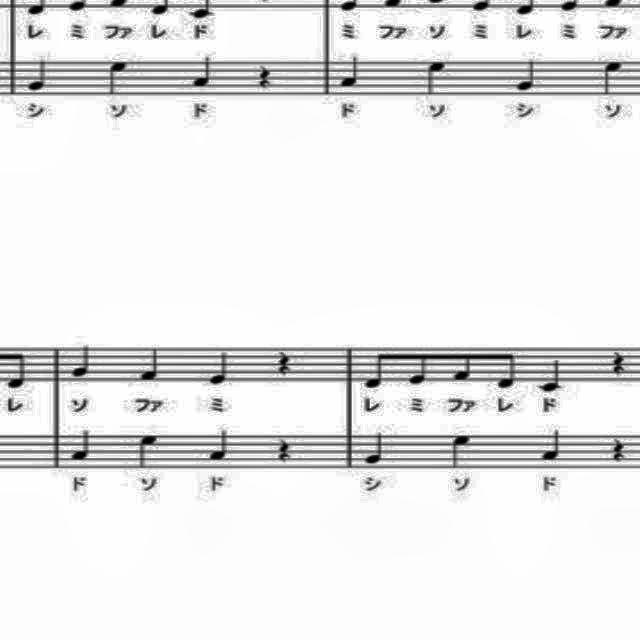 レ ミ ファ レ ド ミ ファ ソ ミ レ ミ ファ
シ ソ ド ド ソ シ ソ
レ ソ ファ ミ レ ミ ファ レ ド
ド ソ ド シ ソ ド